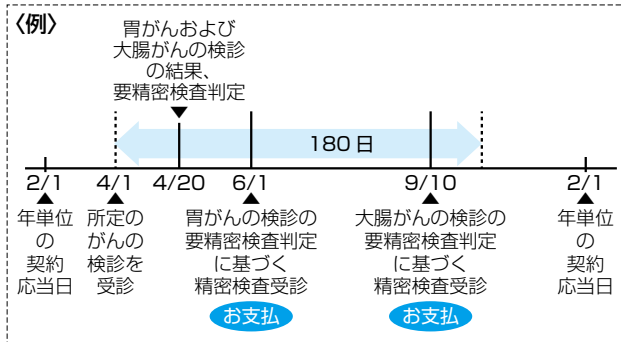 〈例〉
胃がんおよび
大腸がんの検診
の結果、
要精密検査判定
180日
2/1
4/1
4/20
6/1
9/10
2/1
年単位
の
契約
応当日
所定の
がんの
検診を
受診
胃がんの検診の
要精密検査判定
に基づく
精密検査受診
お支払
大腸がんの検診の
要精密検査判定
に基づく
精密検査受診
お支払
年単位
の
契約
応当日